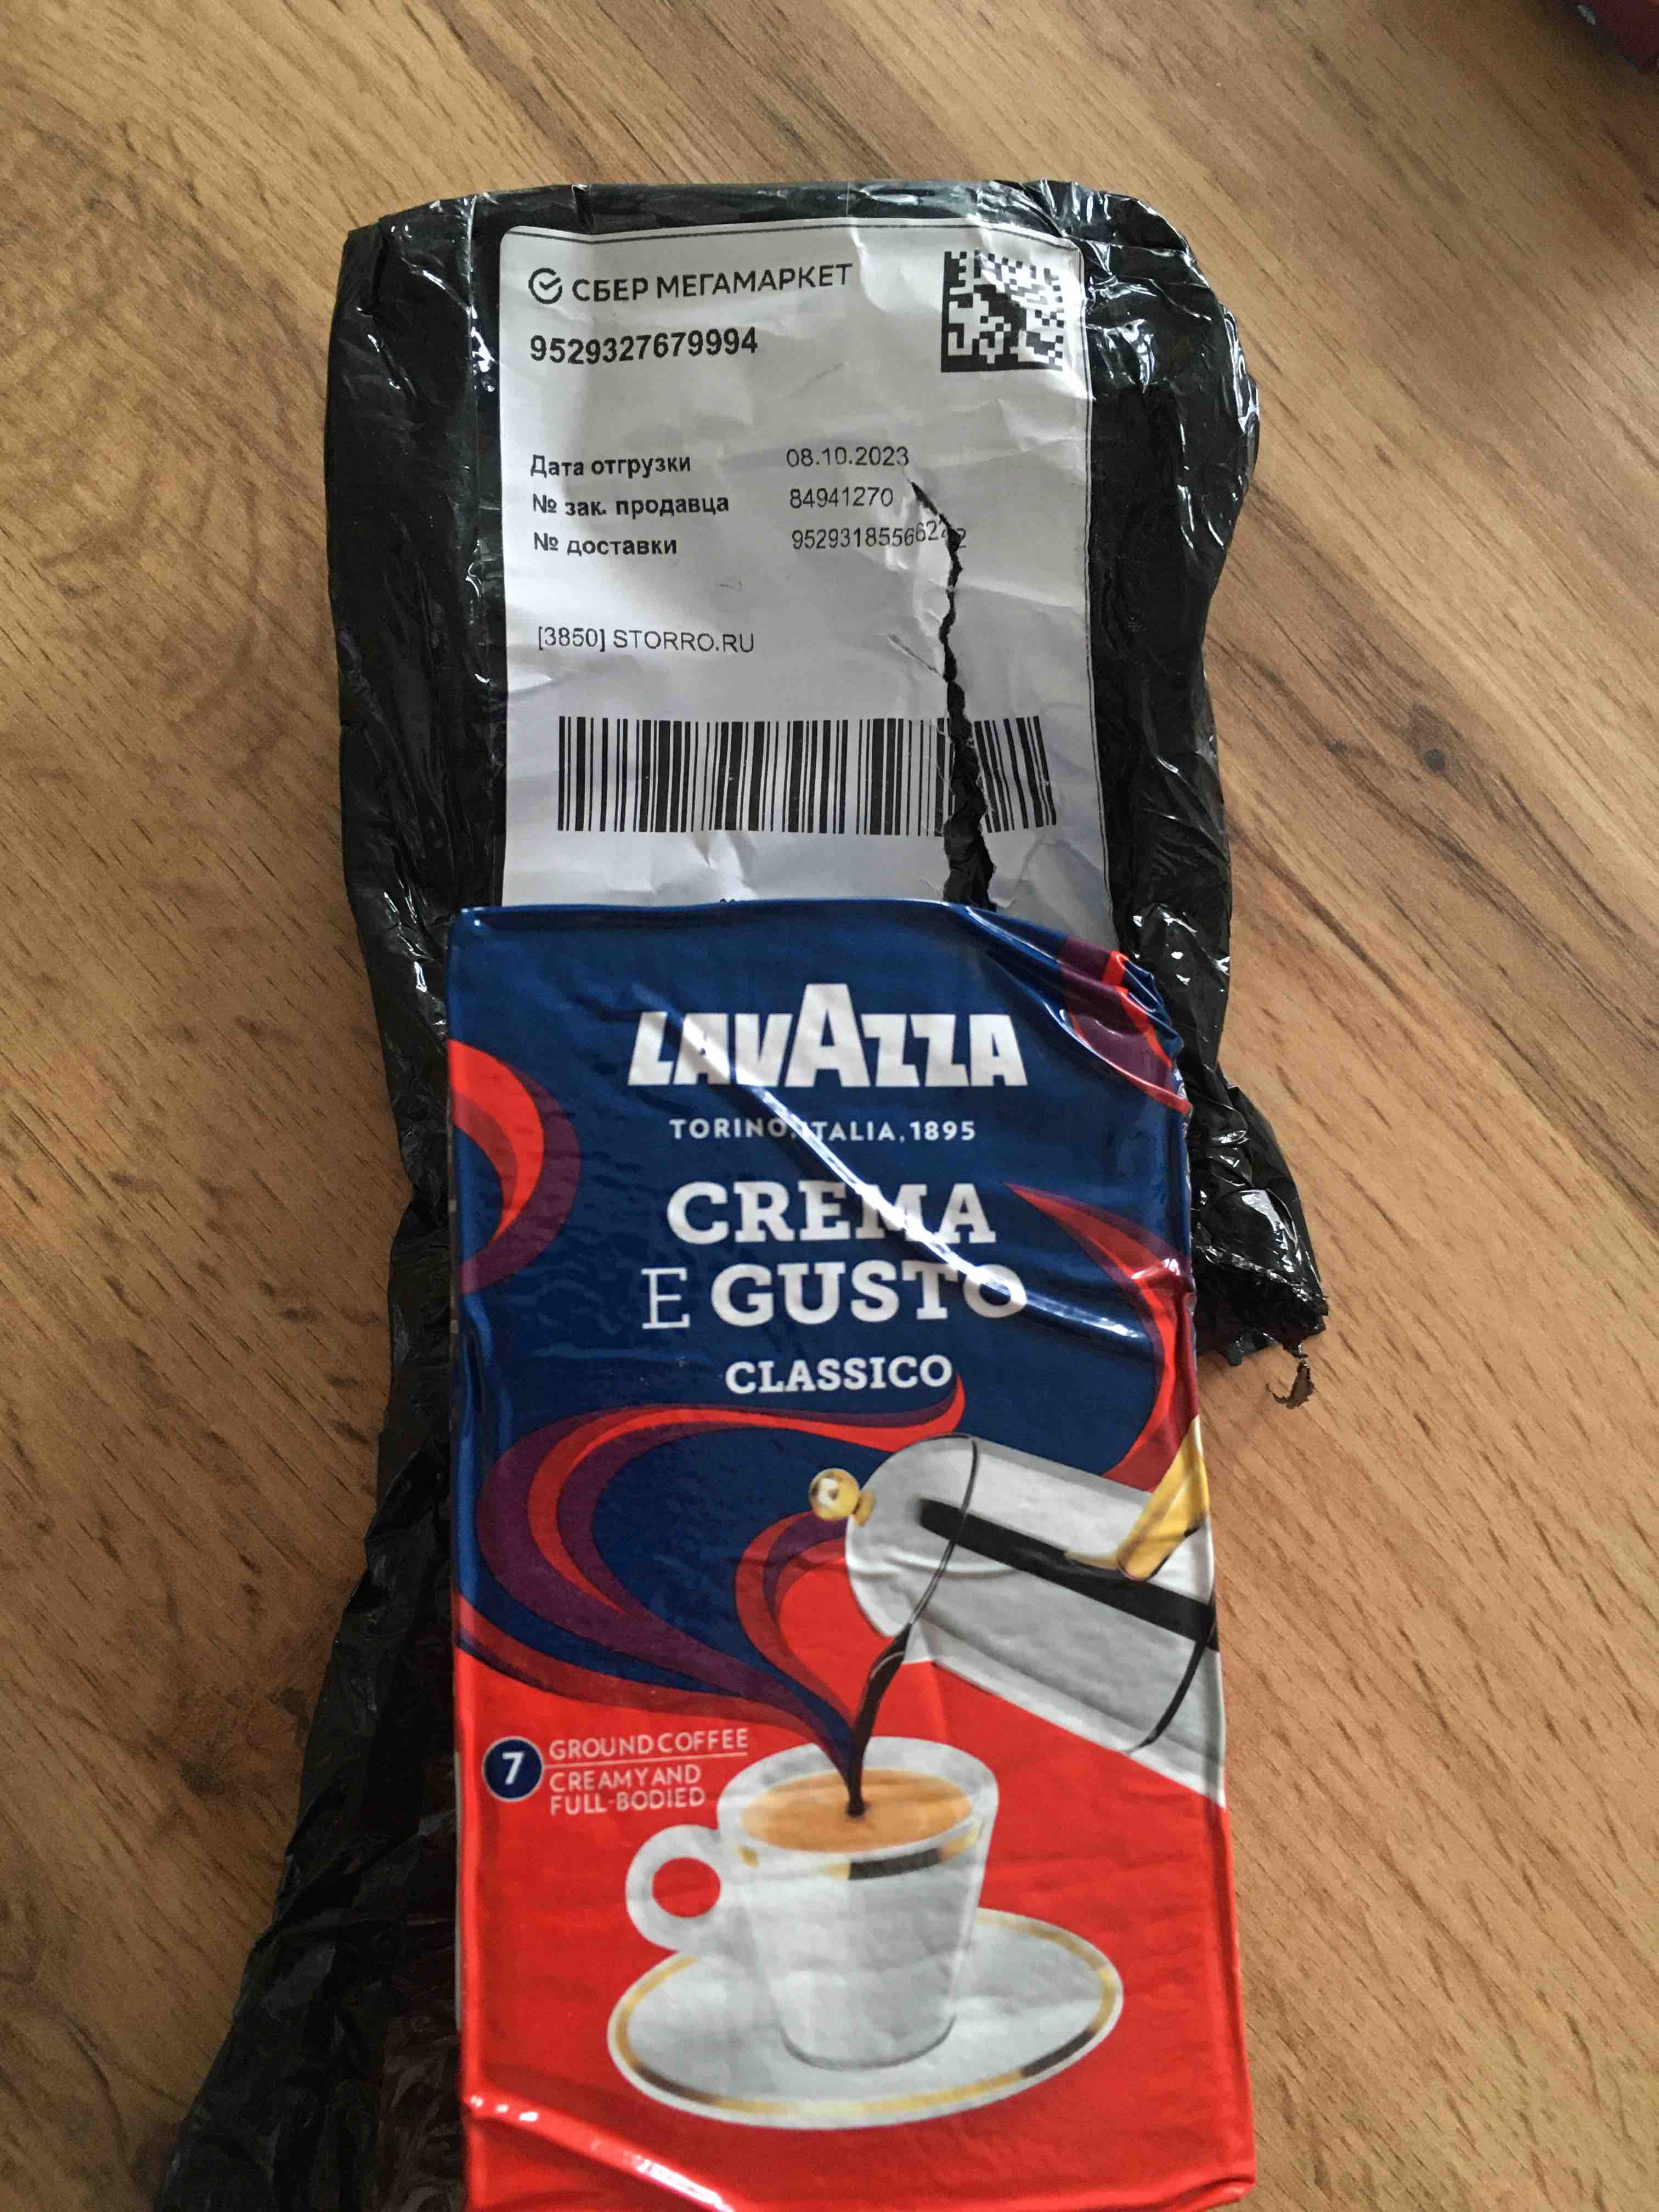 СБЕР МЕГАМАРКЕТ
9529327679994
Дата отгрузки 08.10.2023
№ зак. продавца 84941270
№ доставки
[3850] STORRO.RU
LAVAZZA
TORINO, ITALIA, 1895
CREMA
E GUSTO
CLASSICO
7 GROUND COFFEE
CREAMY AND
FULL-BODIED